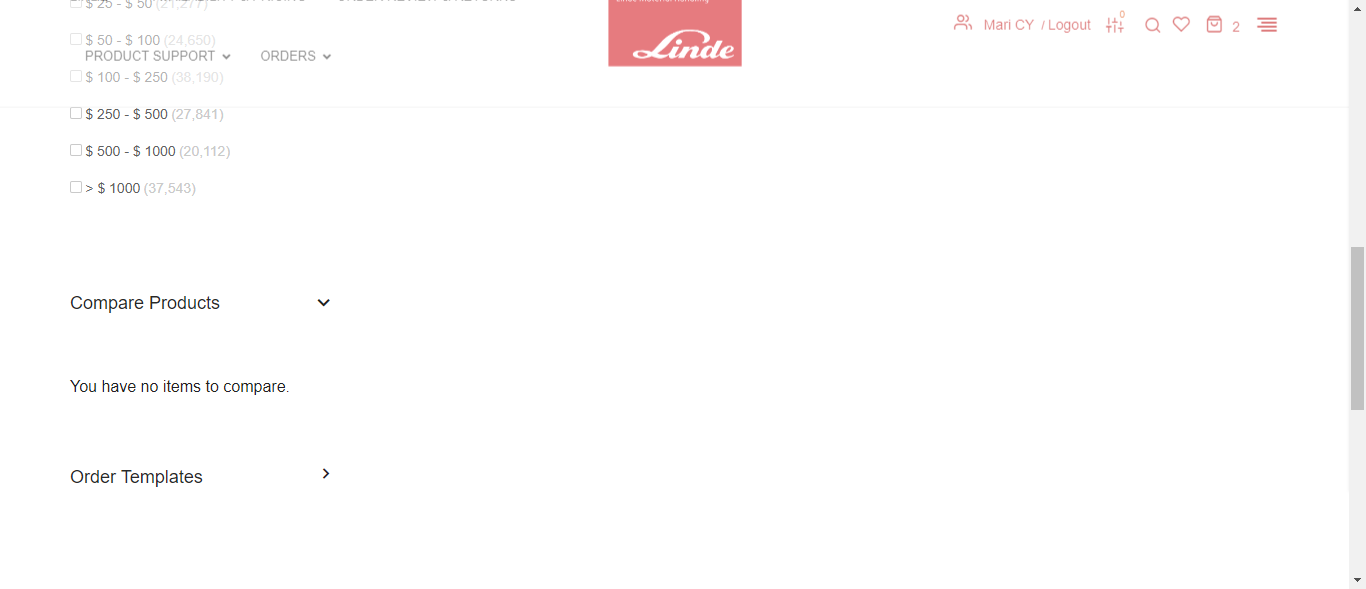 $ 25 - $ 50 (21,277)
Mari CY / Logout
0
2
$ 50 - $ 100 (24,650)
PRODUCT SUPPORT
ORDERS
Linde
$ 100 - $ 250 (38,190)
$ 250 - $ 500 (27,841)
$ 500 - $ 1000 (20,112)
> $ 1000 (37,543)
Compare Products
You have no items to compare.
Order Templates